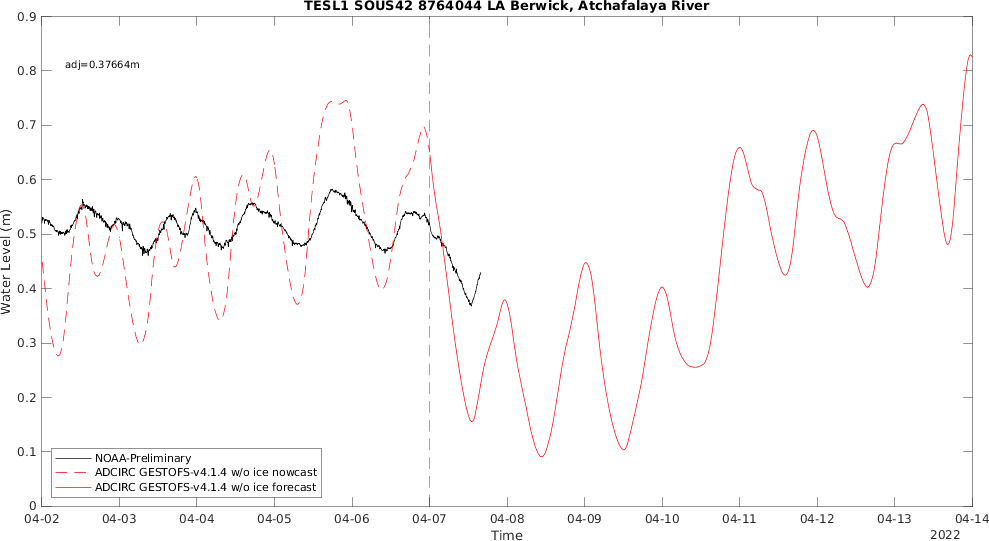 TESL1 SOUS42 8764044 LA Berwick, Atchafalaya River
0.9
0.8
0.7
0.6
0.5
0.4
0.3
0.2
0.1
0
Water Level (m)
adj=0.37664m
NOAA-Preliminary
ADCIRC GESTOFS-v4.1.4 w/o ice nowcast
ADCIRC GESTOFS-v4.1.4 w/o ice forecast
04-02 04-03 04-04 04-05 04-06 04-07 04-08 04-09 04-10 04-11 04-12 04-13 04-14
Time
2022